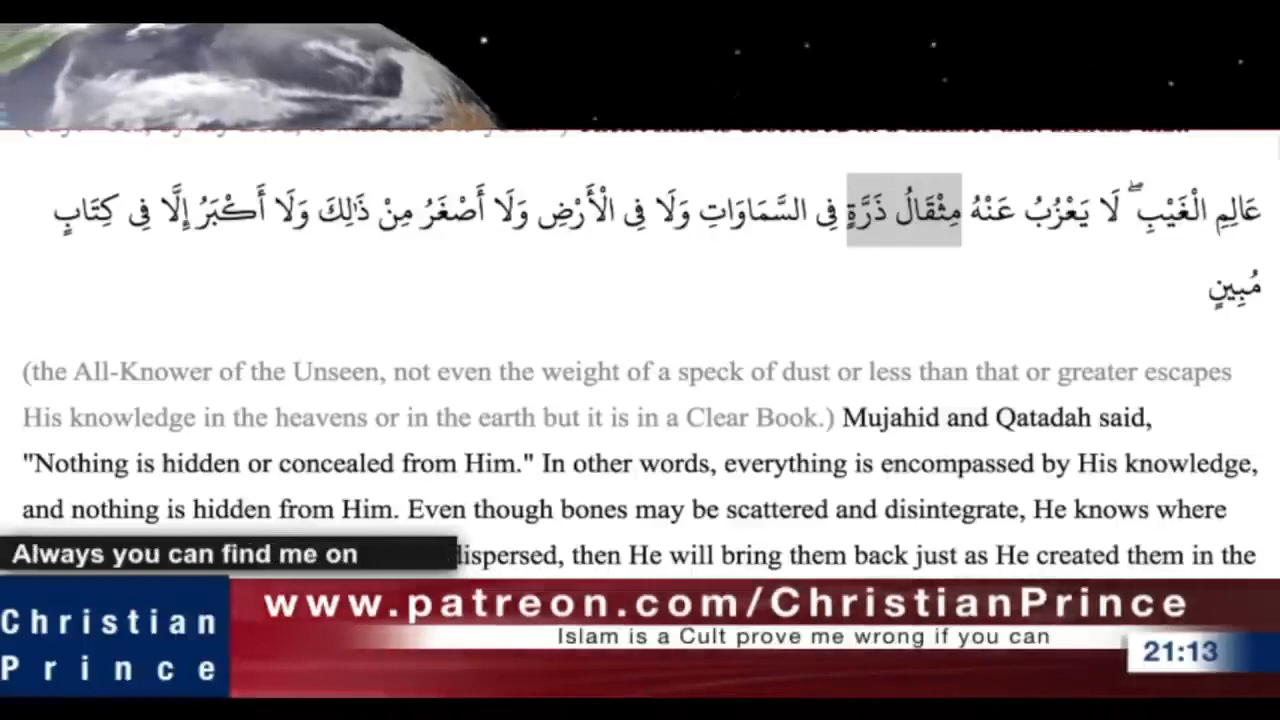 عَالِمِ الْغَيْبِ ۖ لَا يَعْزُبُ عَنْهُ مِثْقَالُ ذَرَّةٍ فِى السَّمَاوَاتِ وَلَا فِى الْأَرْضِ وَلَا أَصْغَرُ مِنْ ذَٰلِكَ وَلَا أَكْبَرُ إِلَّا فِى كِتَابٍ
مُبِينٍ
(the All-Knower of the Unseen, not even the weight of a speck of dust or less than that or greater escapes
His knowledge in the heavens or in the earth but it is in a Clear Book.) Mujahid and Qatadah said,
"Nothing is hidden or concealed from Him." In other words, everything is encompassed by His knowledge,
and nothing is hidden from Him. Even though bones may be scattered and disintegrate, He knows where
Always you can find me on
then He will bring them back just as He created them in the
www.patreon.com/ChristianPrince
Christian
Prince
Islam is a Cult prove me wrong if you can
21:13